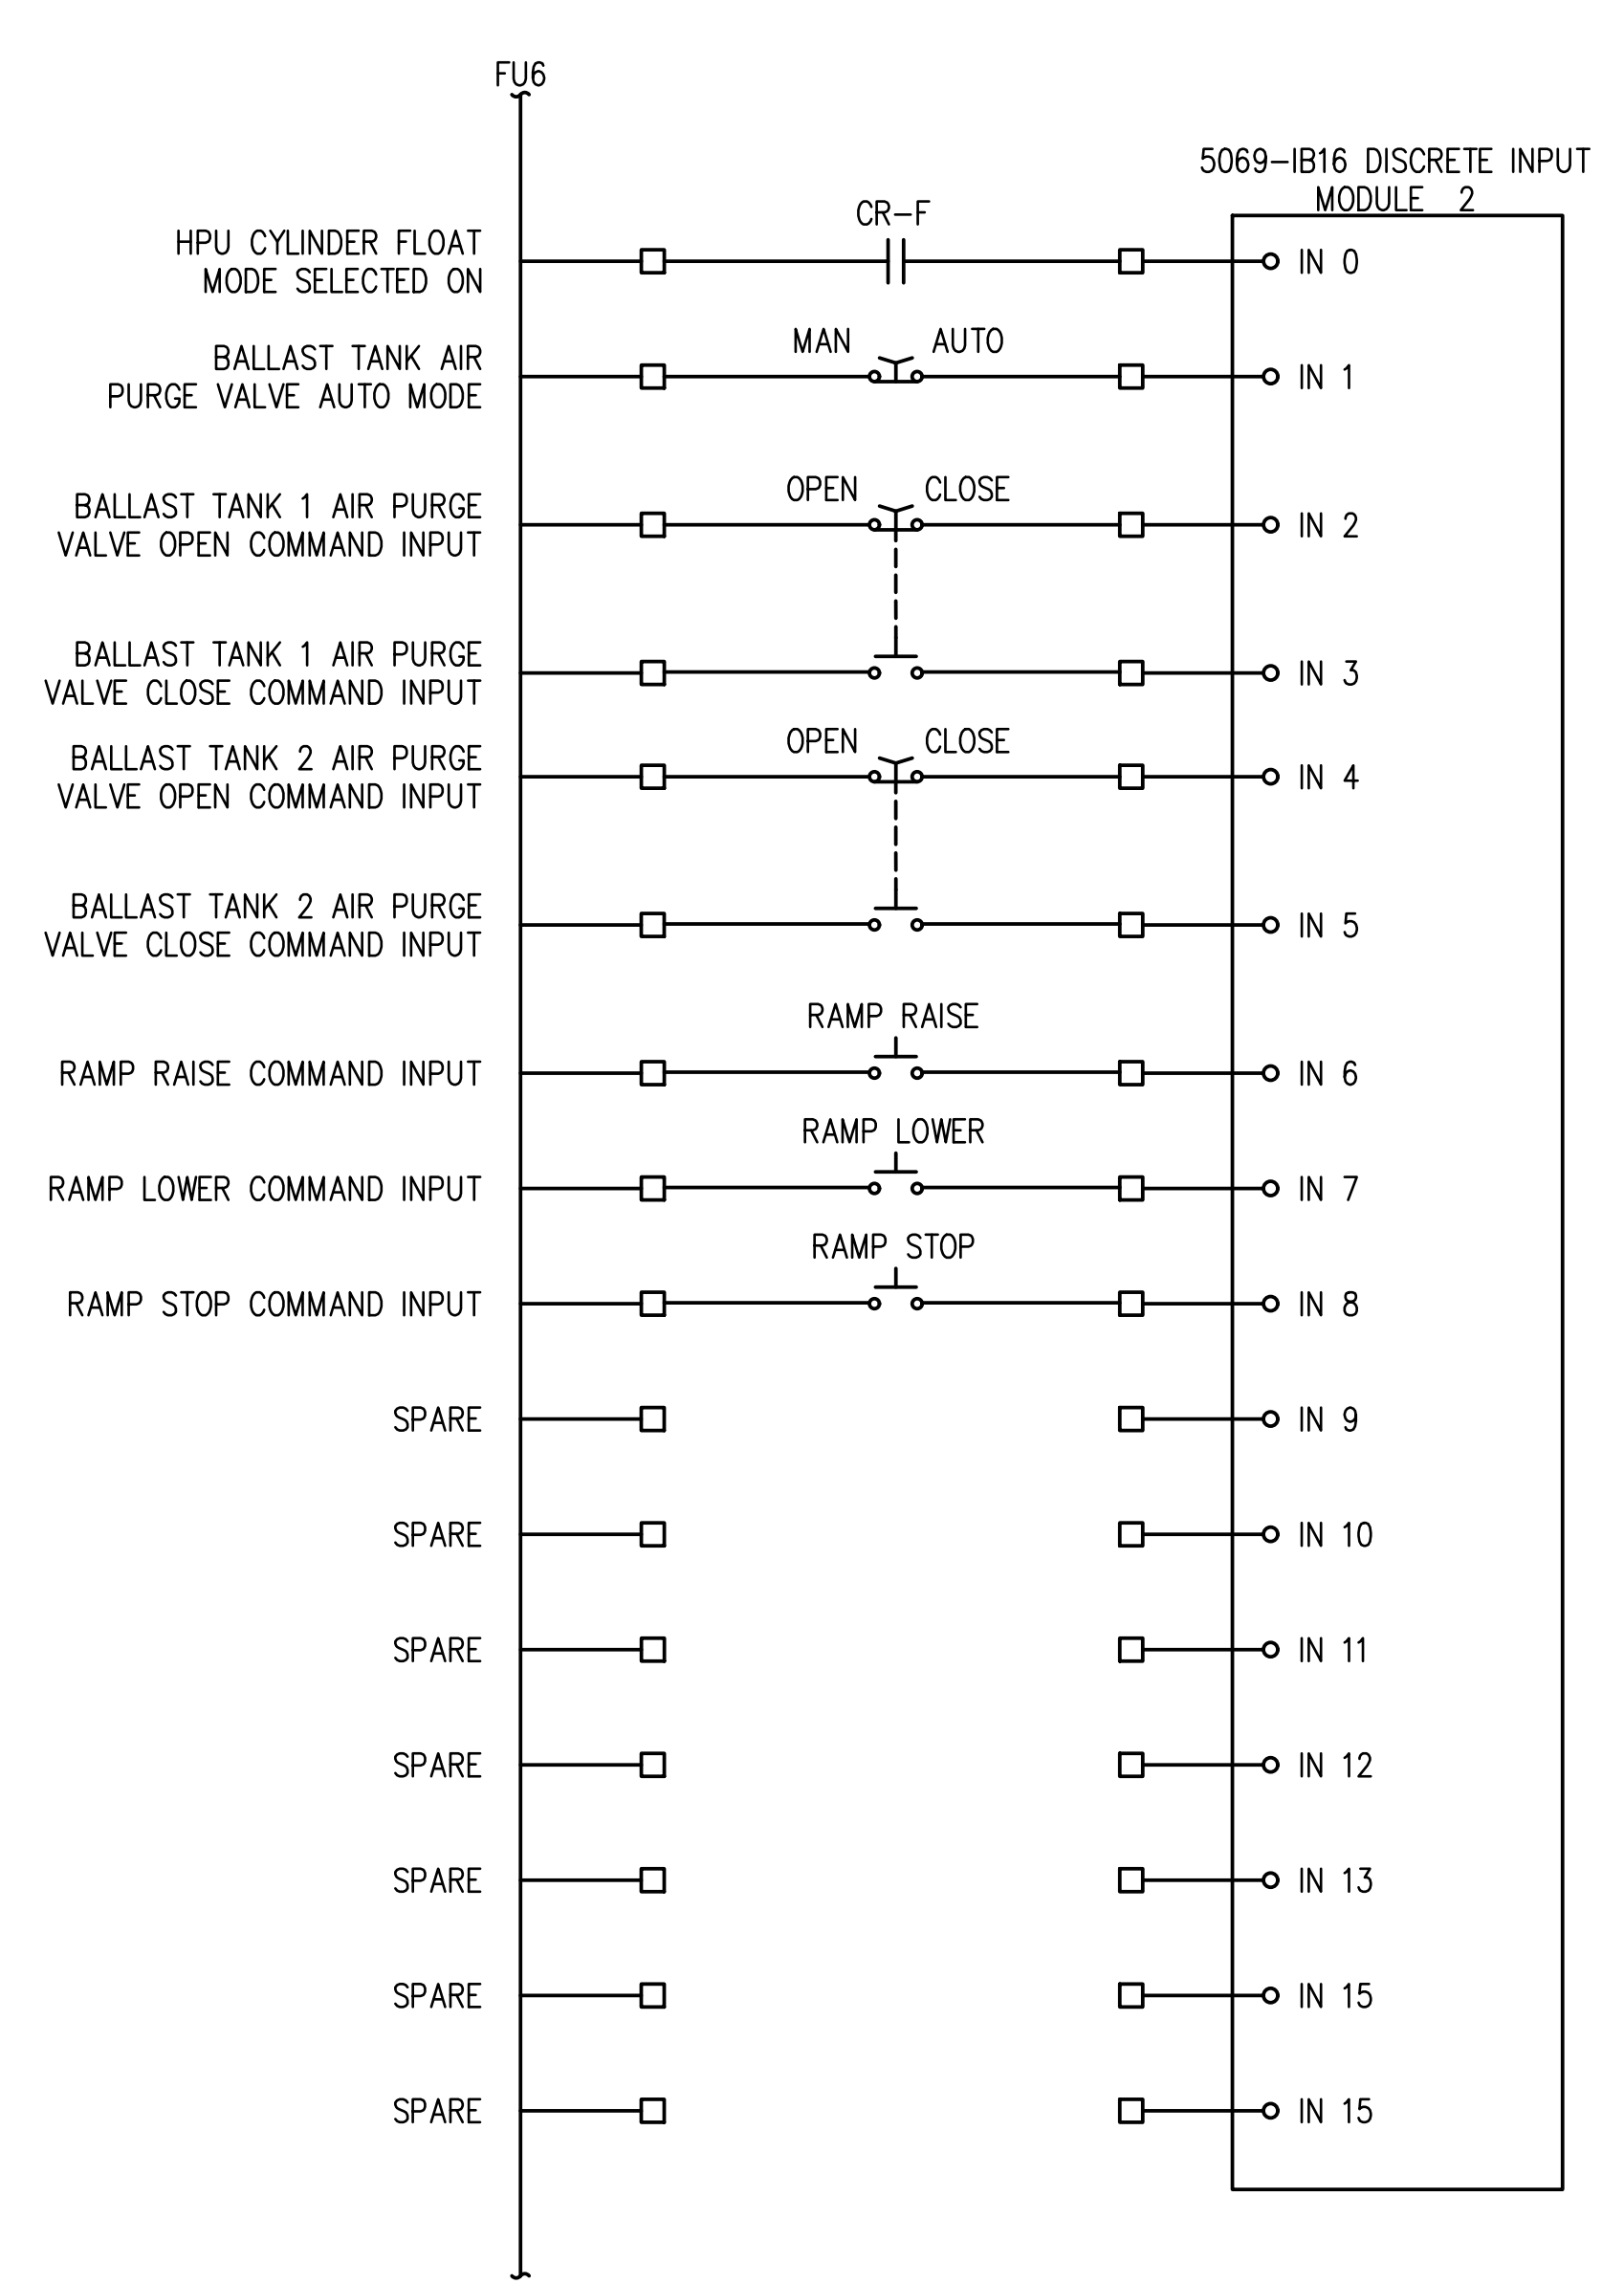 FU6
5069-IB16 DISCRETE INPUT
MODULE 2
HPU CYLINDER FLOAT
MODE SELECTED ON
CR-F
IN 0
BALLAST TANK AIR
PURGE VALVE AUTO MODE
MAN AUTO
IN 1
BALLAST TANK 1 AIR PURGE
VALVE OPEN COMMAND INPUT
OPEN CLOSE
IN 2
BALLAST TANK 1 AIR PURGE
VALVE CLOSE COMMAND INPUT
IN 3
BALLAST TANK 2 AIR PURGE
VALVE OPEN COMMAND INPUT
OPEN CLOSE
IN 4
BALLAST TANK 2 AIR PURGE
VALVE CLOSE COMMAND INPUT
IN 5
RAMP RAISE
RAMP RAISE COMMAND INPUT
IN 6
RAMP LOWER
RAMP LOWER COMMAND INPUT
IN 7
RAMP STOP
RAMP STOP COMMAND INPUT
IN 8
SPARE
IN 9
SPARE
IN 10
SPARE
IN 11
SPARE
IN 12
SPARE
IN 13
SPARE
IN 15
SPARE
IN 15